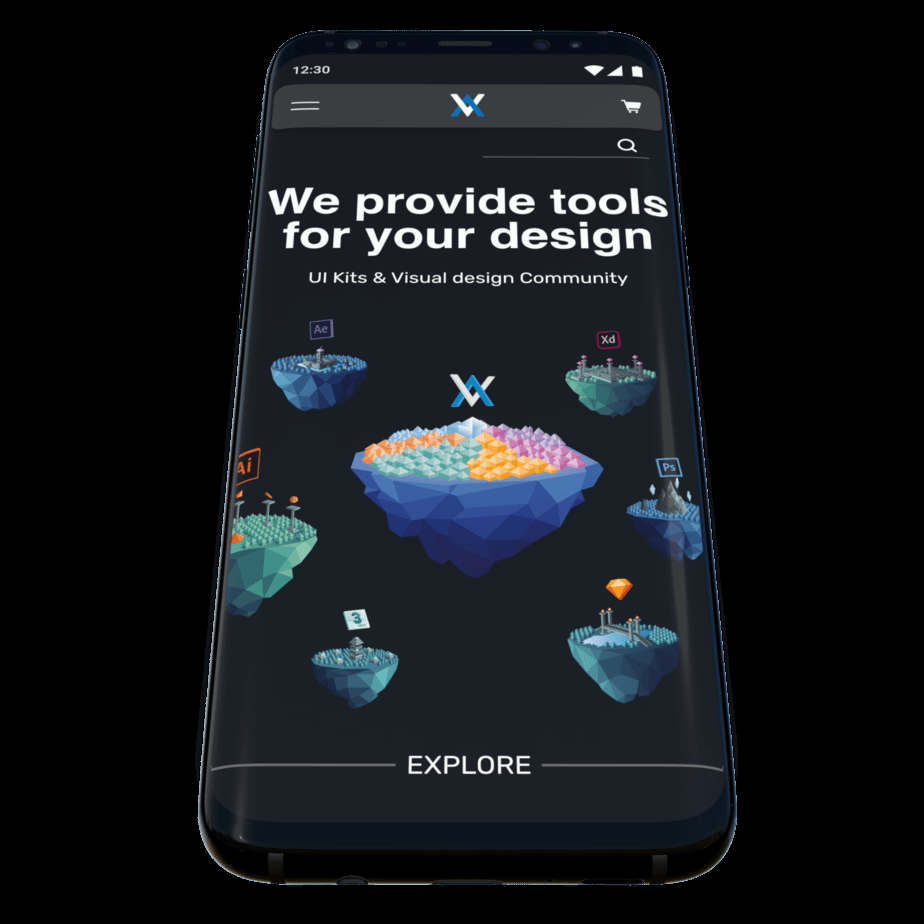 12:30
We provide tools
for your design
UI Kits & Visual design Community
Ae
Xd
Ai
Ps
3
EXPLORE